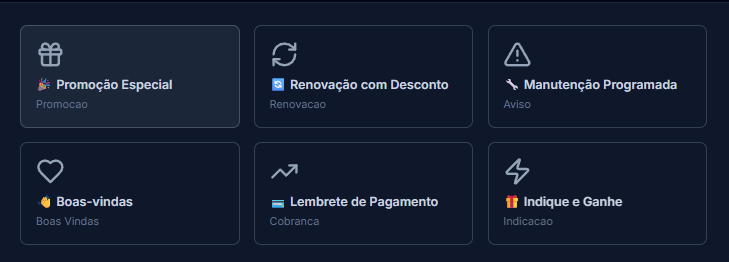 🎉 Promoção Especial
Promocao
🔄 Renovação com Desconto
Renovacao
🔧 Manutenção Programada
Aviso
👋 Boas-vindas
Boas Vindas
💳 Lembrete de Pagamento
Cobranca
🎁 Indique e Ganhe
Indicacao